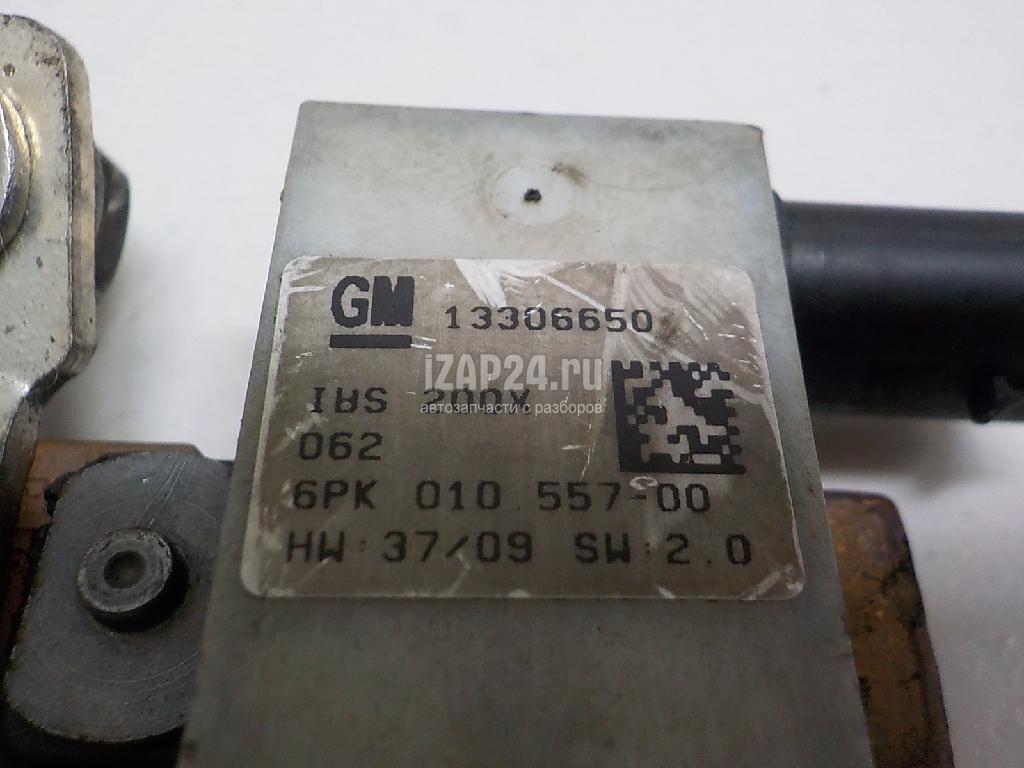 GM 13306650
iZAP24.ru
IBS 200X
автозапчасти с разборов
062
6PK 010 557-00
HW:37/09 SW:2.0